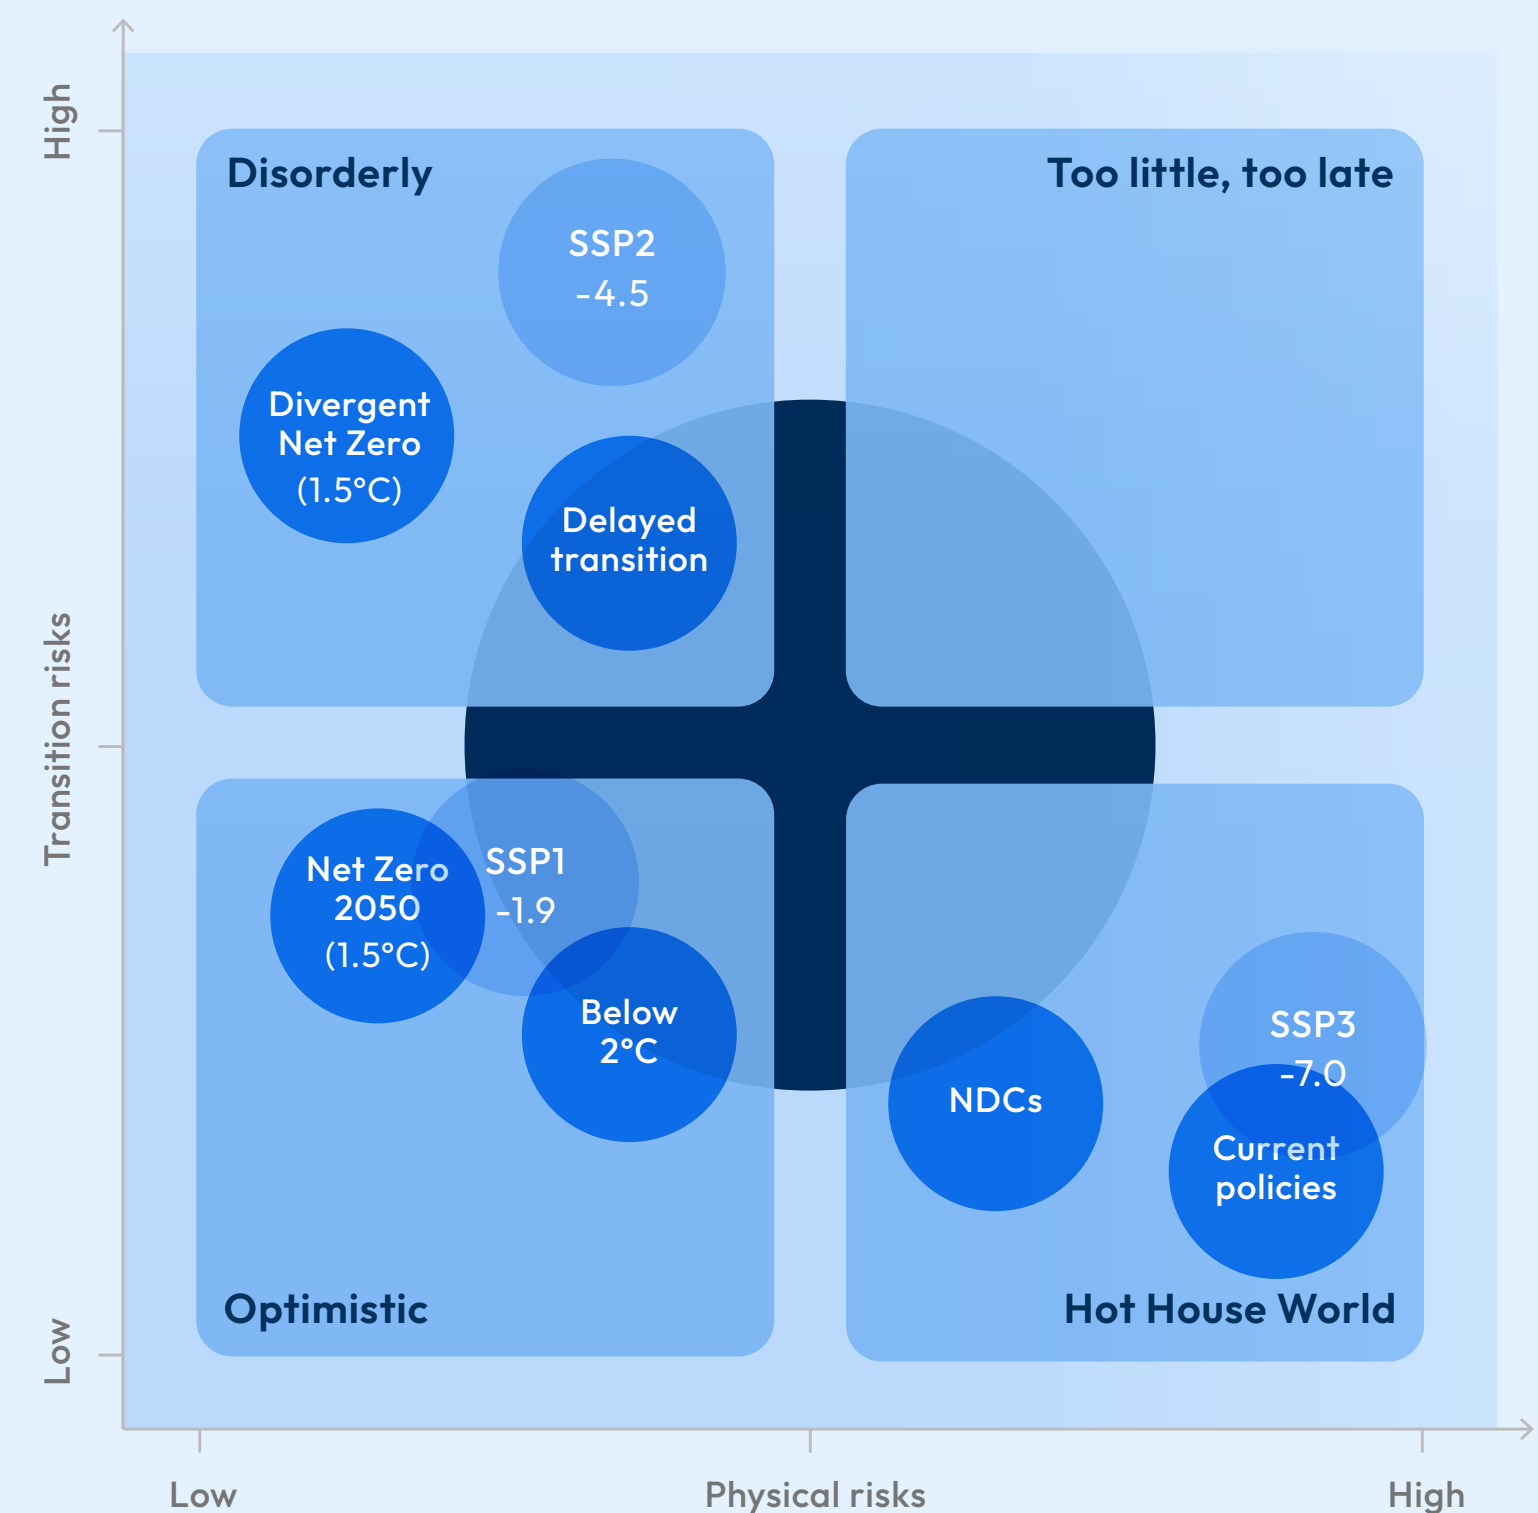 High
Transition risks
Low
Disorderly
Too little, too late
SSP2
-4.5
Divergent
Net Zero
(1.5°C)
Delayed
transition
Net Zero
2050
(1.5°C)
SSP1
-1.9
Below
2°C
NDCs
SSP3
-7.0
Current
policies
Optimistic
Hot House World
Low
Physical risks
High